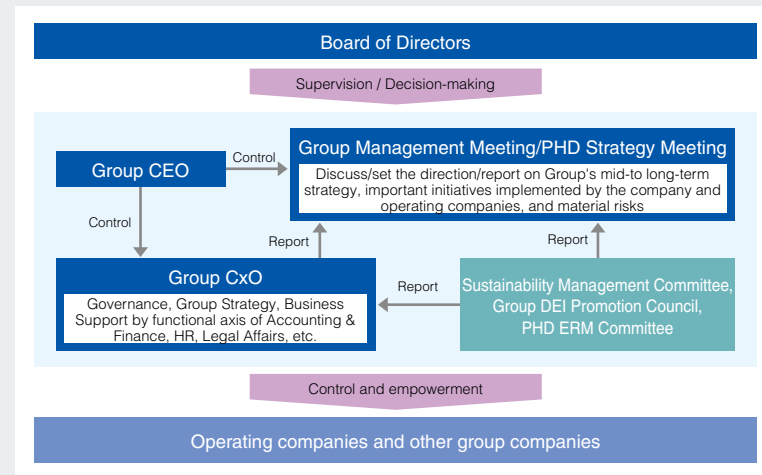 Board of Directors
Supervision / Decision-making
Group CEO
Control
Group Management Meeting/PHD Strategy Meeting
Discuss/set the direction/report on Group's mid-to long-term
strategy, important initiatives implemented by the company and
operating companies, and material risks
Control
Report
Report
Group CxO
Governance, Group Strategy, Business
Support by functional axis of Accounting &
Finance, HR, Legal Affairs, etc.
Report
Sustainability Management Committee,
Group DEI Promotion Council,
PHD ERM Committee
Control and empowerment
Operating companies and other group companies